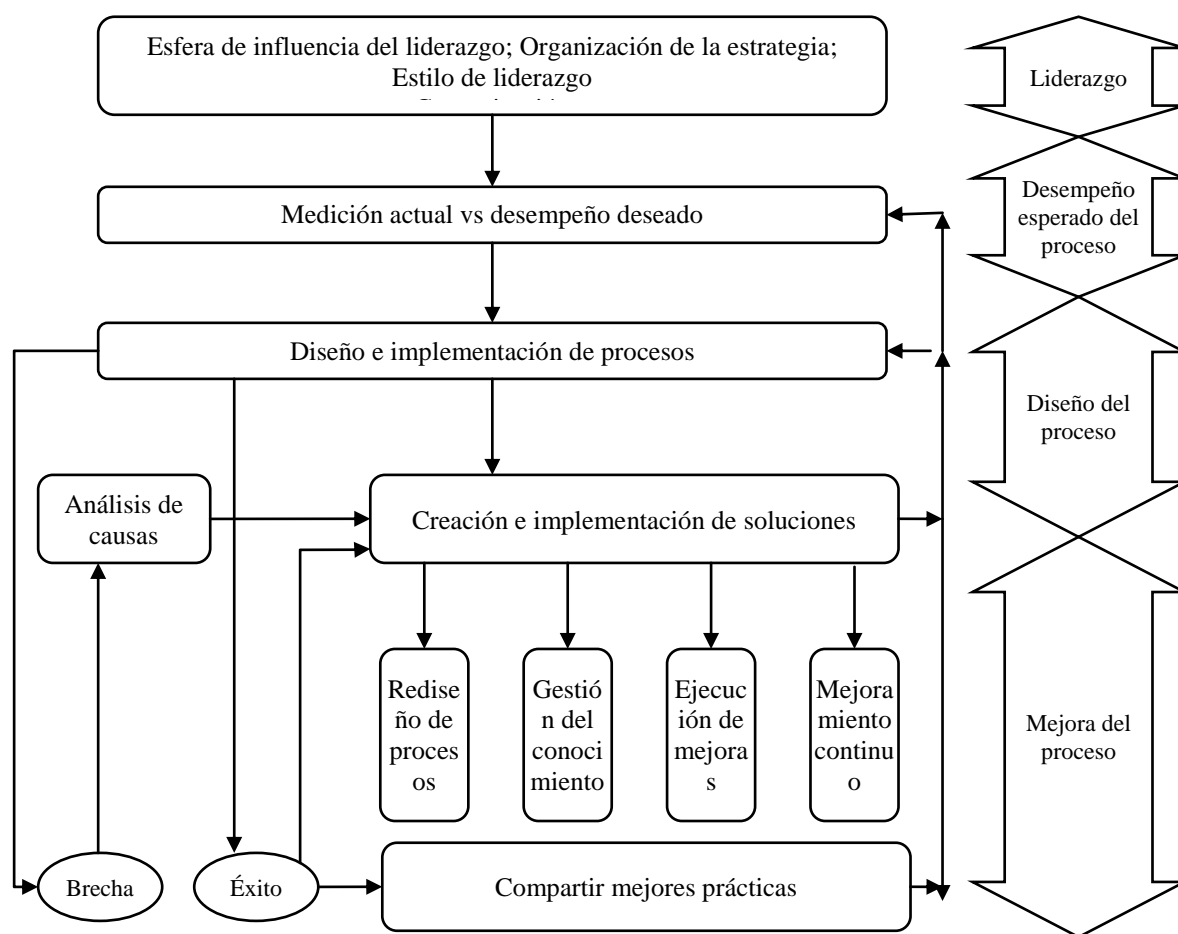 Esfera de influencia del liderazgo; Organización de la estrategia;
Estilo de liderazgo
Liderazgo
Medición actual vs desempeño deseado
Desempeño
esperado del
proceso
Diseño e implementación de procesos
Diseño del
proceso
Análisis de
causas
Creación e implementación de soluciones
Redise
ño de
proces
os
Gestió
n del
conoci
miento
Ejecuc
ión de
mejora
s
Mejora
miento
continu
o
Mejora del
proceso
Brecha
Éxito
Compartir mejores prácticas